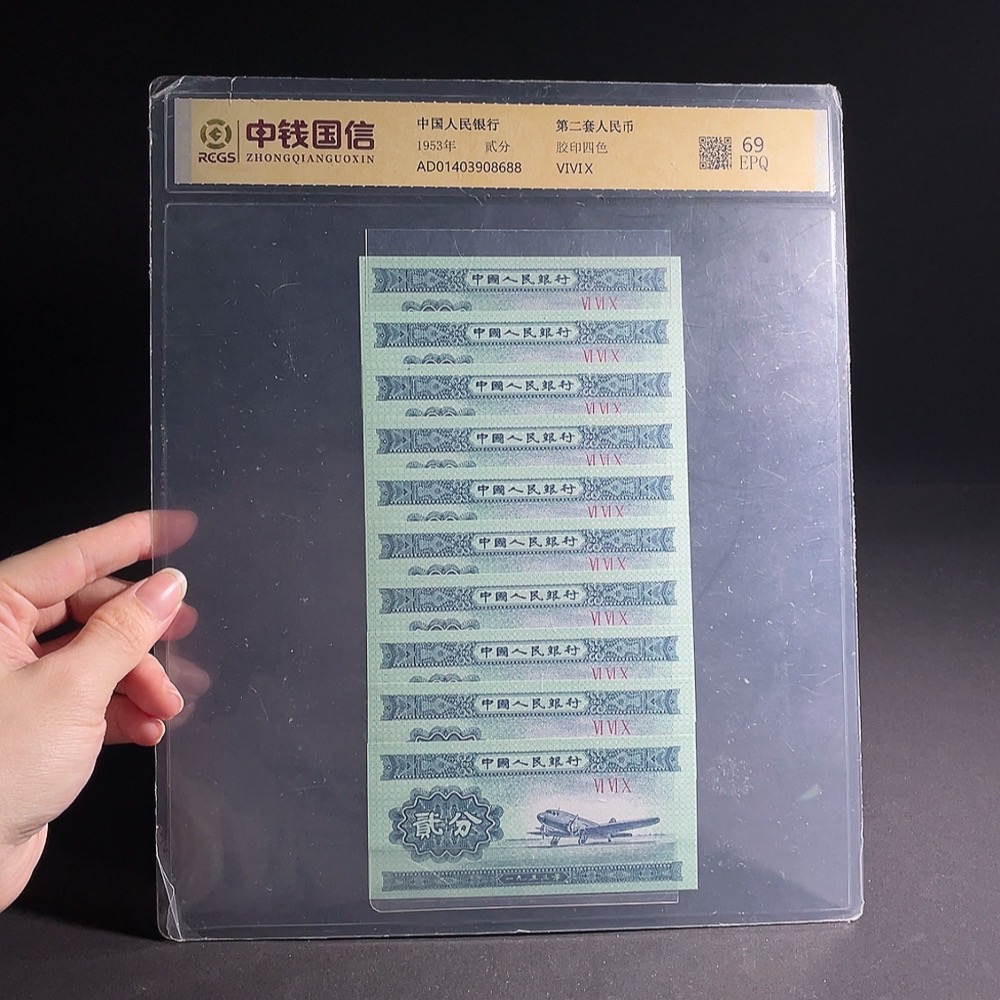 RCGS
中钱国信
ZHONGQIANGUOXIN
中国人民银行
1953年 贰分
AD01403908688
第二套人民币
胶印四色
VIVIX
69
EPQ
中國人民銀行
VI VI X
中國人民銀行
VI VI X
中國人民銀行
VI VI X
中國人民銀行
VI VI X
中國人民銀行
VI VI X
中國人民銀行
VI VI X
中國人民銀行
VI VI X
中國人民銀行
VI VI X
中國人民銀行
VI VI X
中國人民銀行
VI VI X
貳分
一九五三年